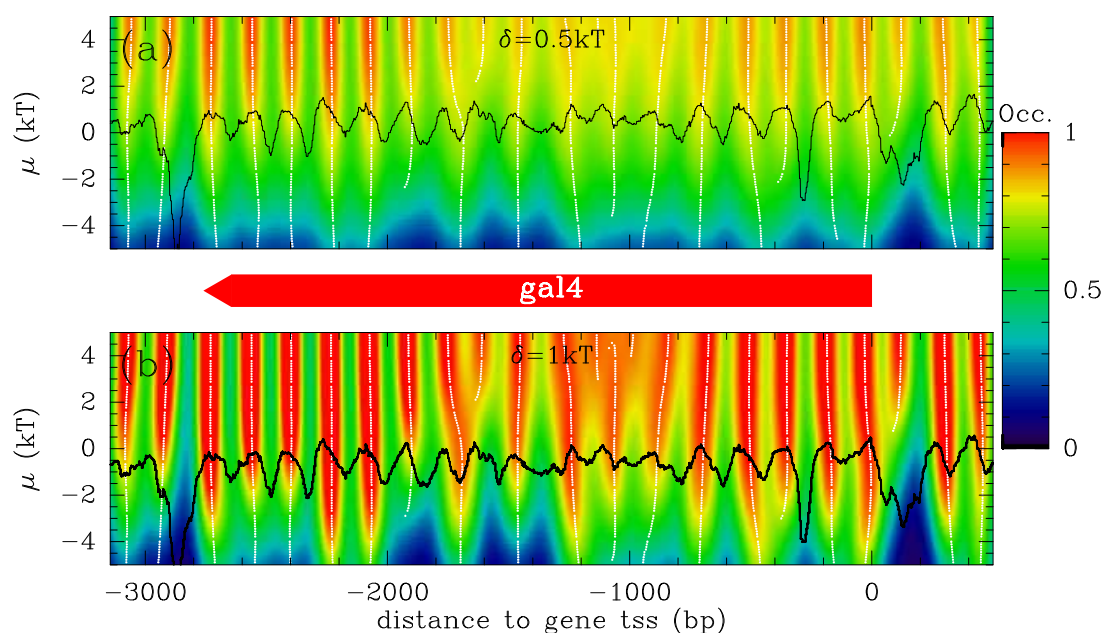 (a)
δ=0.5kT
4
2
0
−2
−4
μ (kT)
Occ.
1
0.5
0
gal4
(b)
δ=1kT
4
2
0
−2
−4
μ (kT)
−3000 −2000 −1000 0
distance to gene tss (bp)